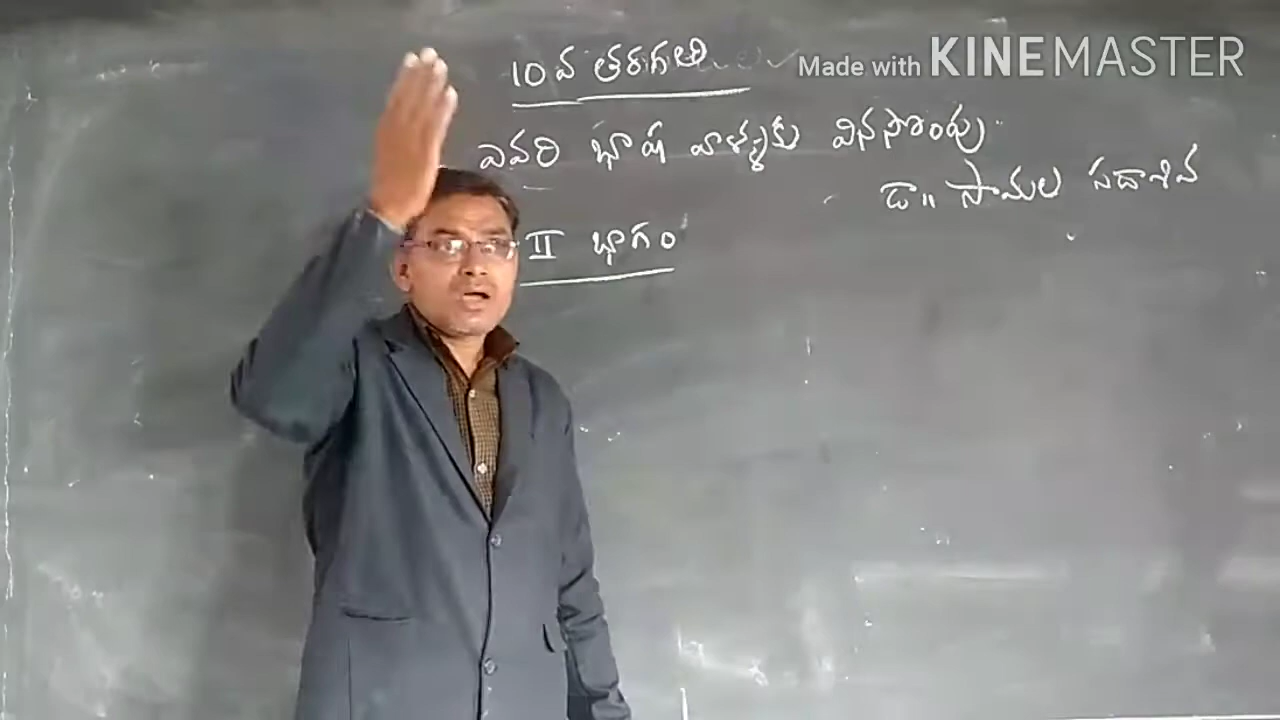 10వ తరగతి
Made with KINEMASTER
ఎవరి భాష వాళ్ళకు వినసొంపు
డా॥ సామల సదాశివ
II భాగం